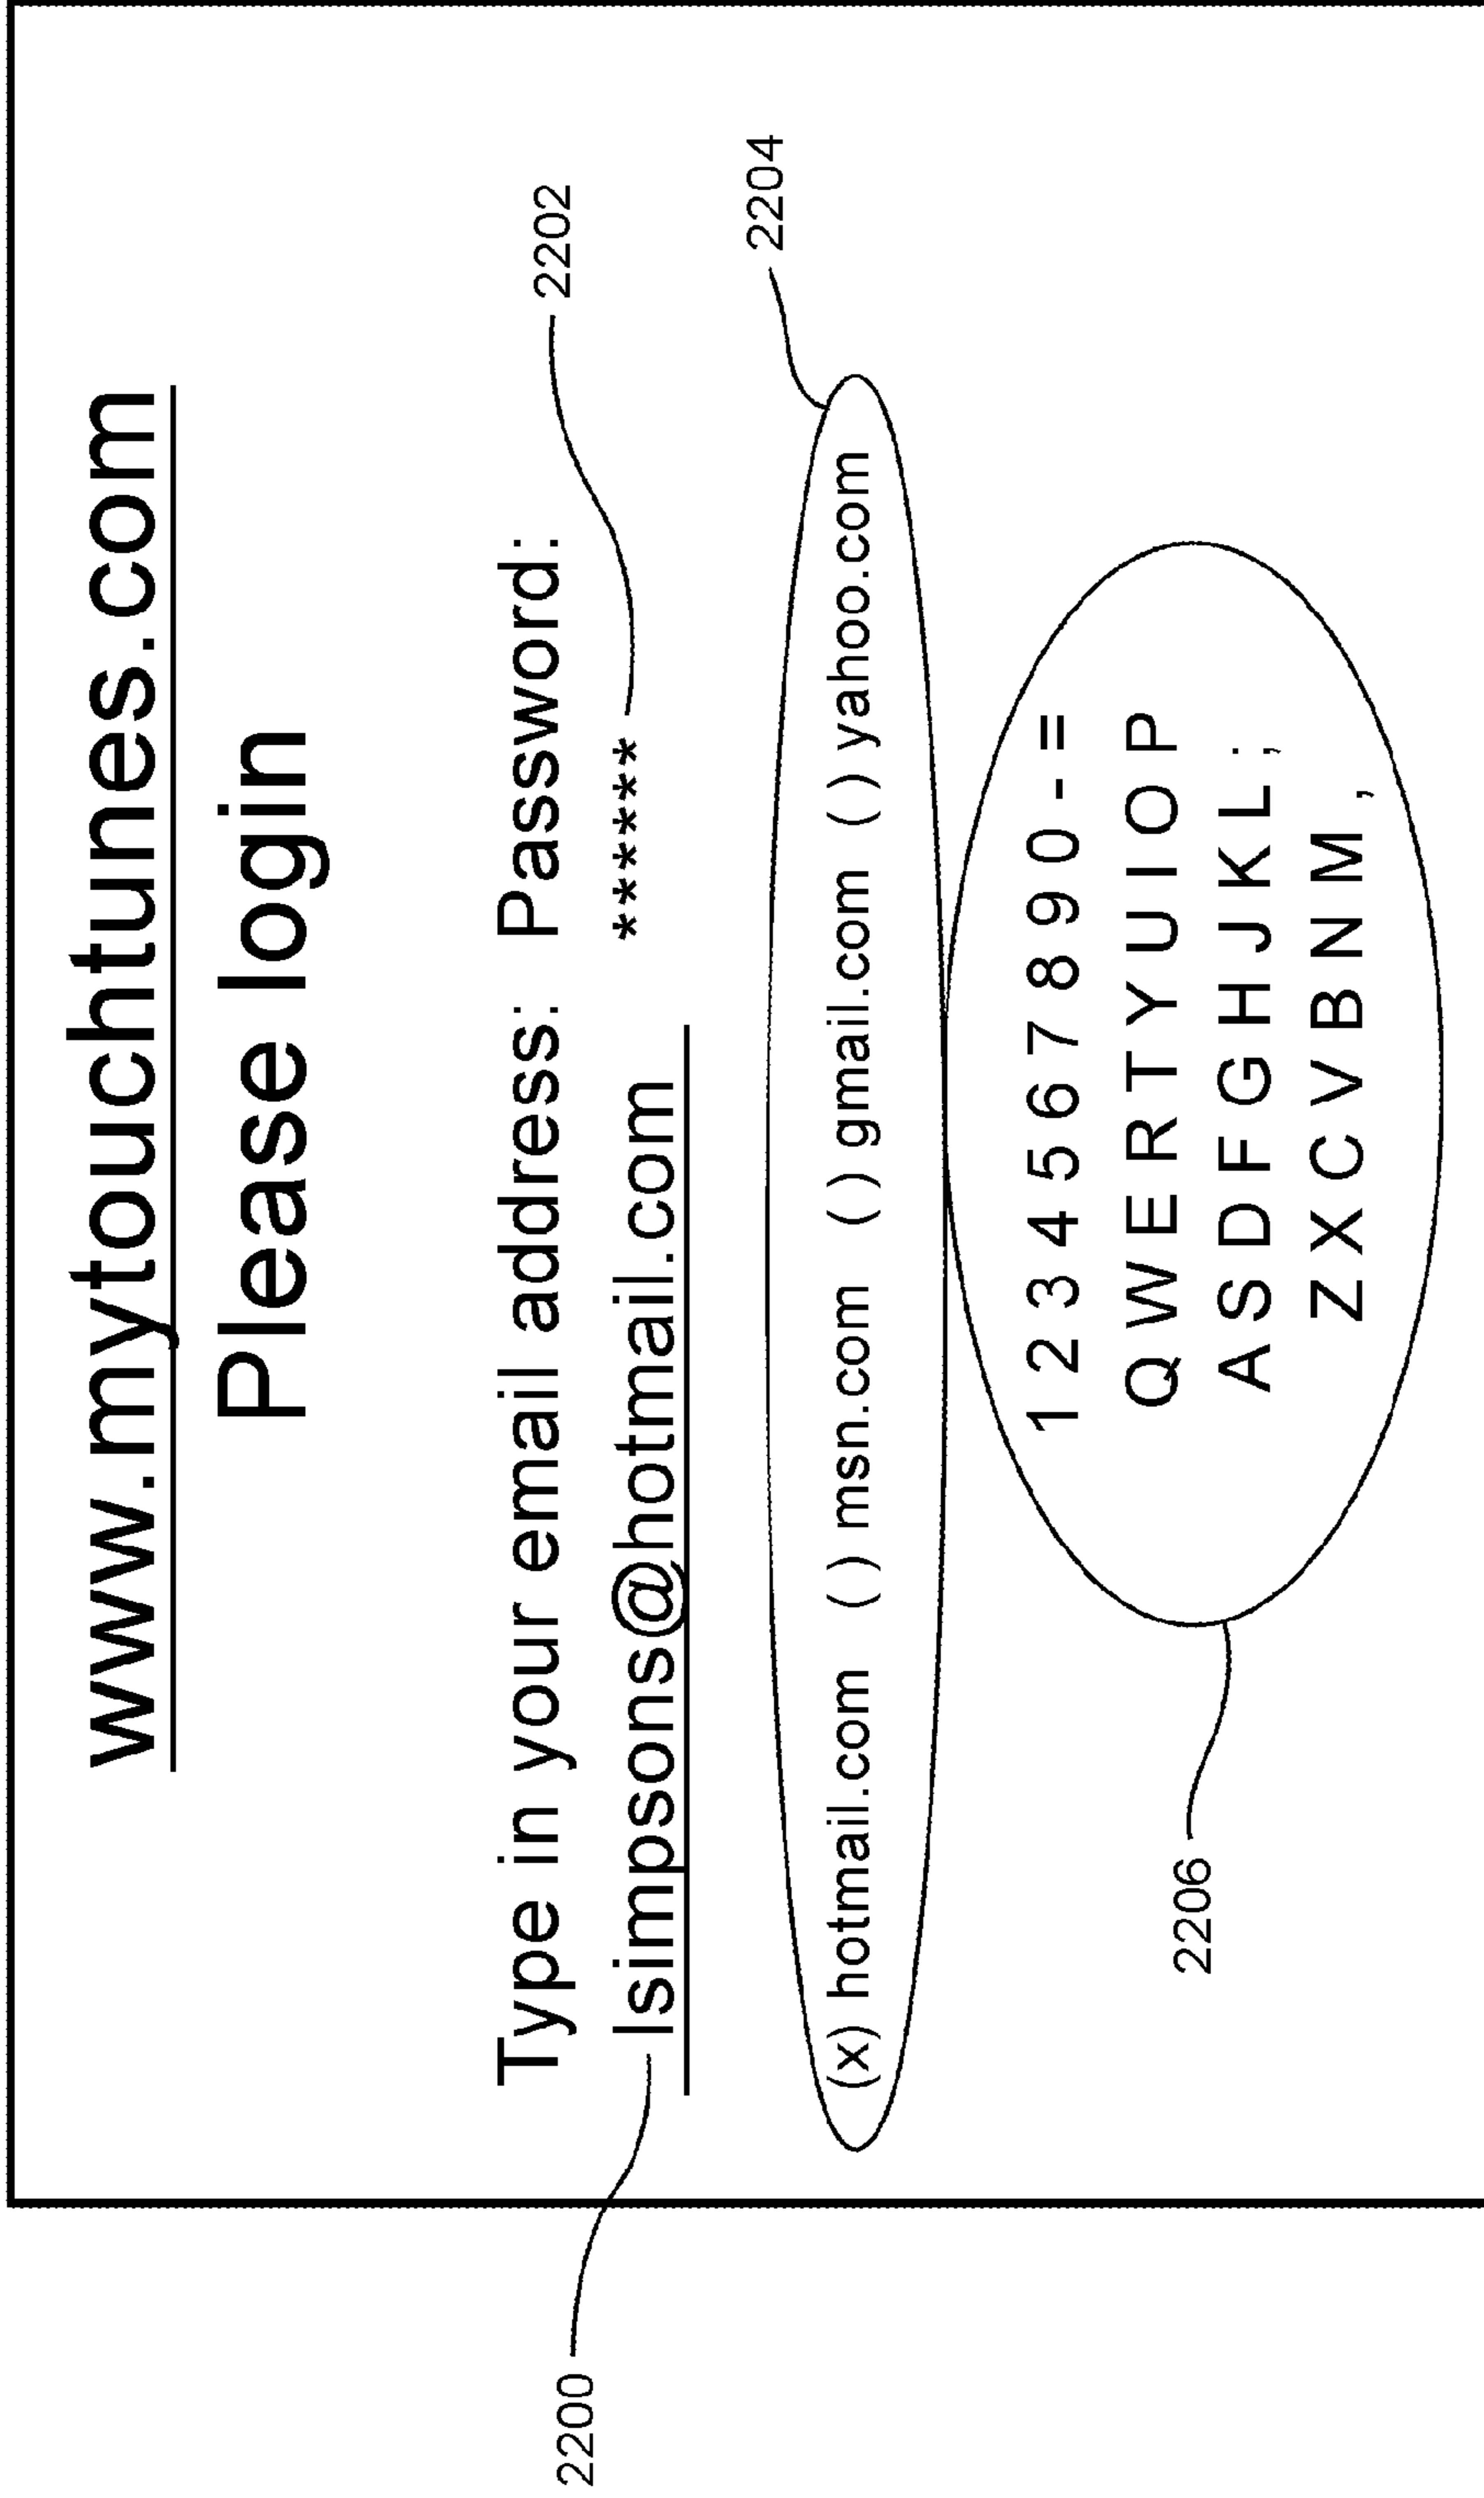 www.mytouchtunes.com
Please login
Type in your email address: Password:
lsimpsons@hotmail.com ******
2200
2202
2204
(x) hotmail.com ( ) msn.com ( ) gmail.com ( ) yahoo.com
1 2 3 4 5 6 7 8 9 0 - =
Q W E R T Y U I O P
A S D F G H J K L ;
Z X C V B N M ,
2206